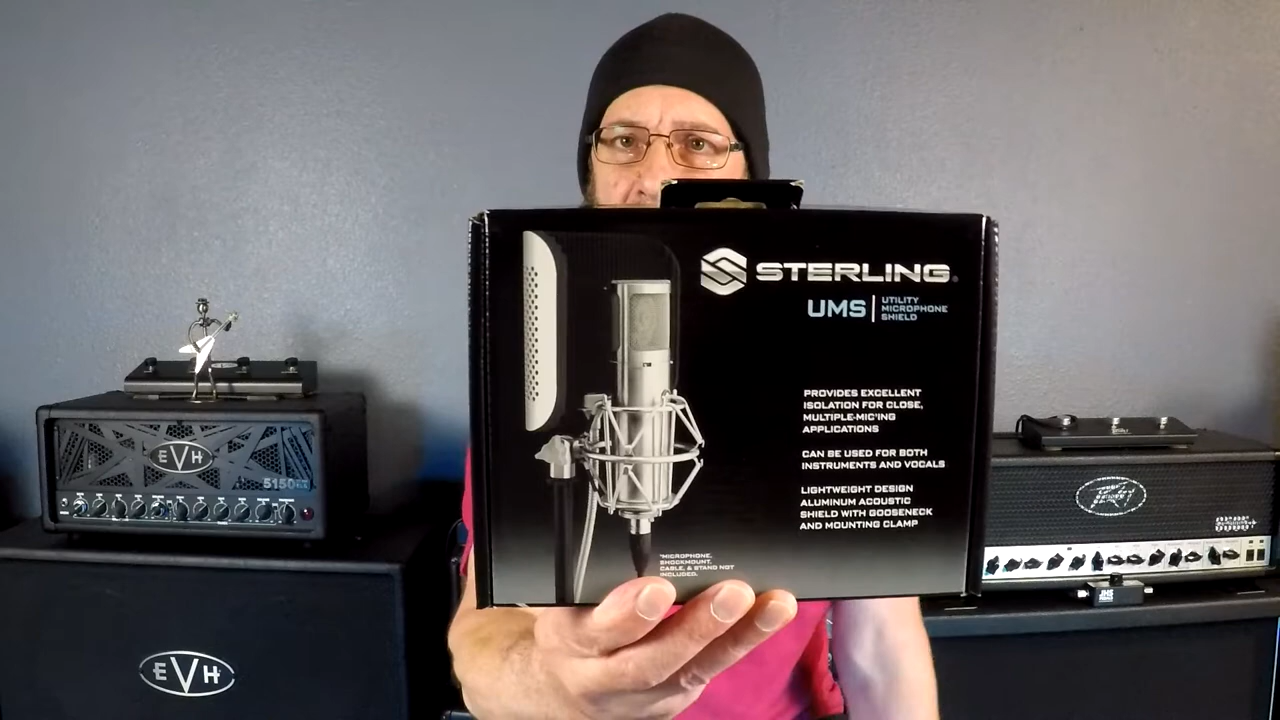 STERLING®
UMS
UTILITY
MICROPHONE
SHIELD
PROVIDES EXCELLENT
ISOLATION FOR CLOSE,
MULTIPLE-MIC'ING
APPLICATIONS
CAN BE USED FOR BOTH
INSTRUMENTS AND VOCALS
LIGHTWEIGHT DESIGN
ALUMINUM ACOUSTIC
SHIELD WITH GOOSENECK
AND MOUNTING CLAMP
*MICROPHONE,
SHOCKMOUNT,
CABLE, & STAND NOT
INCLUDED.
EVH
5150III
EVH